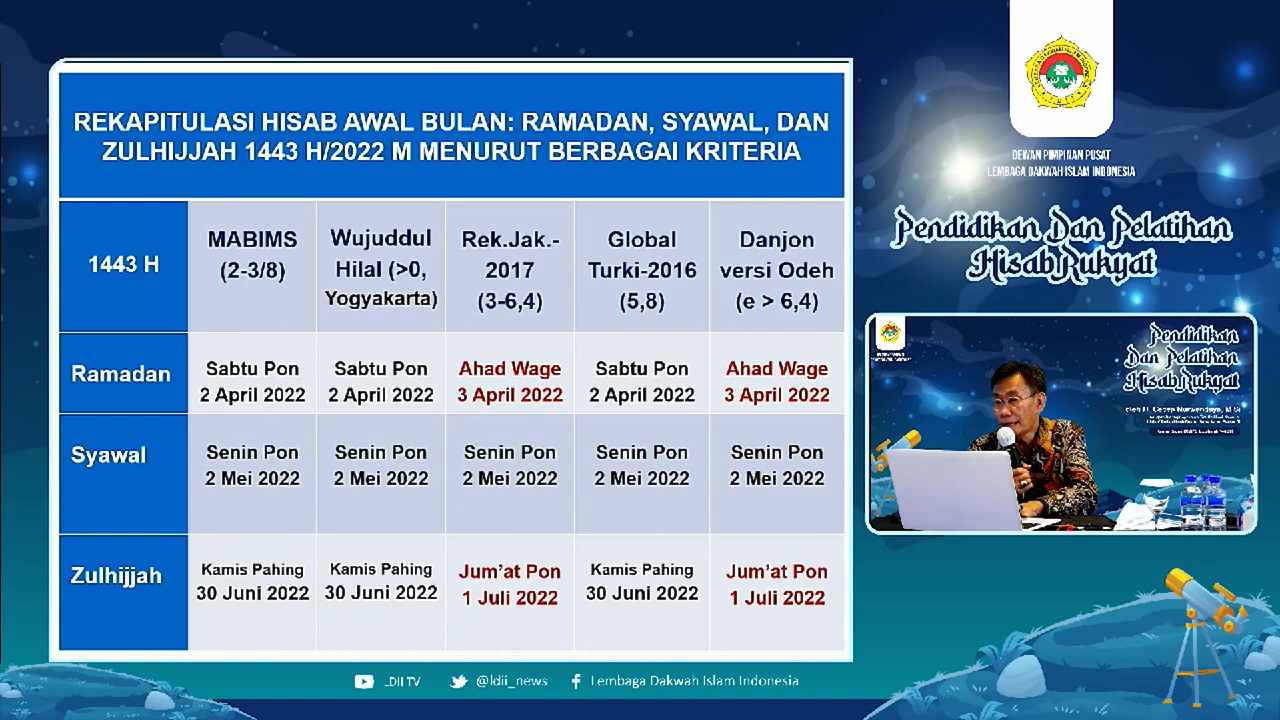 REKAPITULASI HISAB AWAL BULAN: RAMADAN, SYAWAL, DAN
ZULHIJJAH 1443 H/2022 M MENURUT BERBAGAI KRITERIA
1443 H
MABIMS
(2-3/8)
Wujuddul
Hilal (>0,
Yogyakarta)
Rek.Jak.-
2017
(3-6,4)
Global
Turki-2016
(5,8)
Danjon
versi Odeh
(e > 6,4)
Ramadan
Sabtu Pon
2 April 2022
Sabtu Pon
2 April 2022
Ahad Wage
3 April 2022
Sabtu Pon
2 April 2022
Ahad Wage
3 April 2022
Syawal
Senin Pon
2 Mei 2022
Senin Pon
2 Mei 2022
Senin Pon
2 Mei 2022
Senin Pon
2 Mei 2022
Senin Pon
2 Mei 2022
Zulhijjah
Kamis Pahing
30 Juni 2022
Kamis Pahing
30 Juni 2022
Jum'at Pon
1 Juli 2022
Kamis Pahing
30 Juni 2022
Jum'at Pon
1 Juli 2022
LDII TV
@ldii_news
Lembaga Dakwah Islam Indonesia
DEWAN PIMPINAN PUSAT
LEMBAGA DAKWAH ISLAM INDONESIA
Pendidikan Dan Pelatihan
Hisab Rukyat
Pendidikan
Dan Pelatihan
Hisab Rukyat